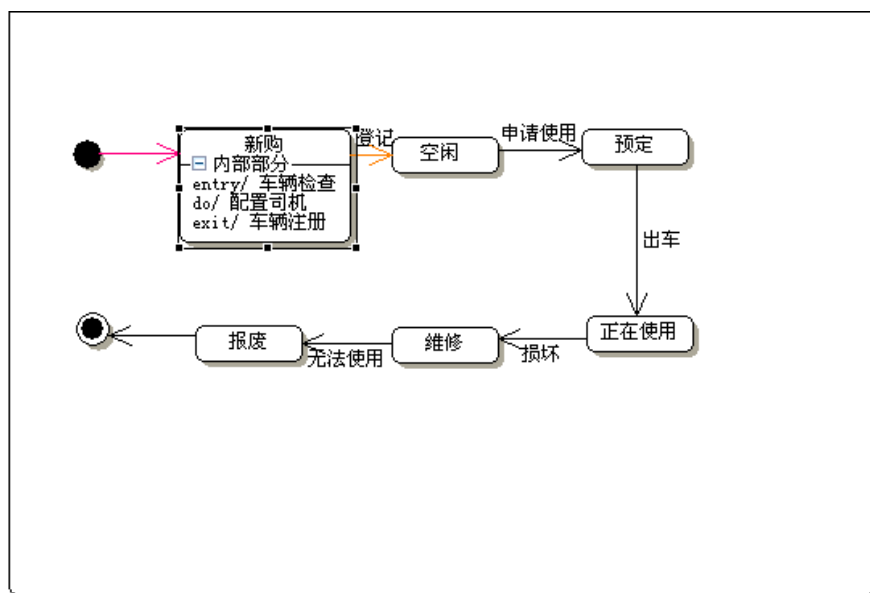 新购
内部部分
entry/ 车辆检查
do/ 配置司机
exit/ 车辆注册
登记
空闲
申请使用
预定
出车
正在使用
损坏
维修
无法使用
报废